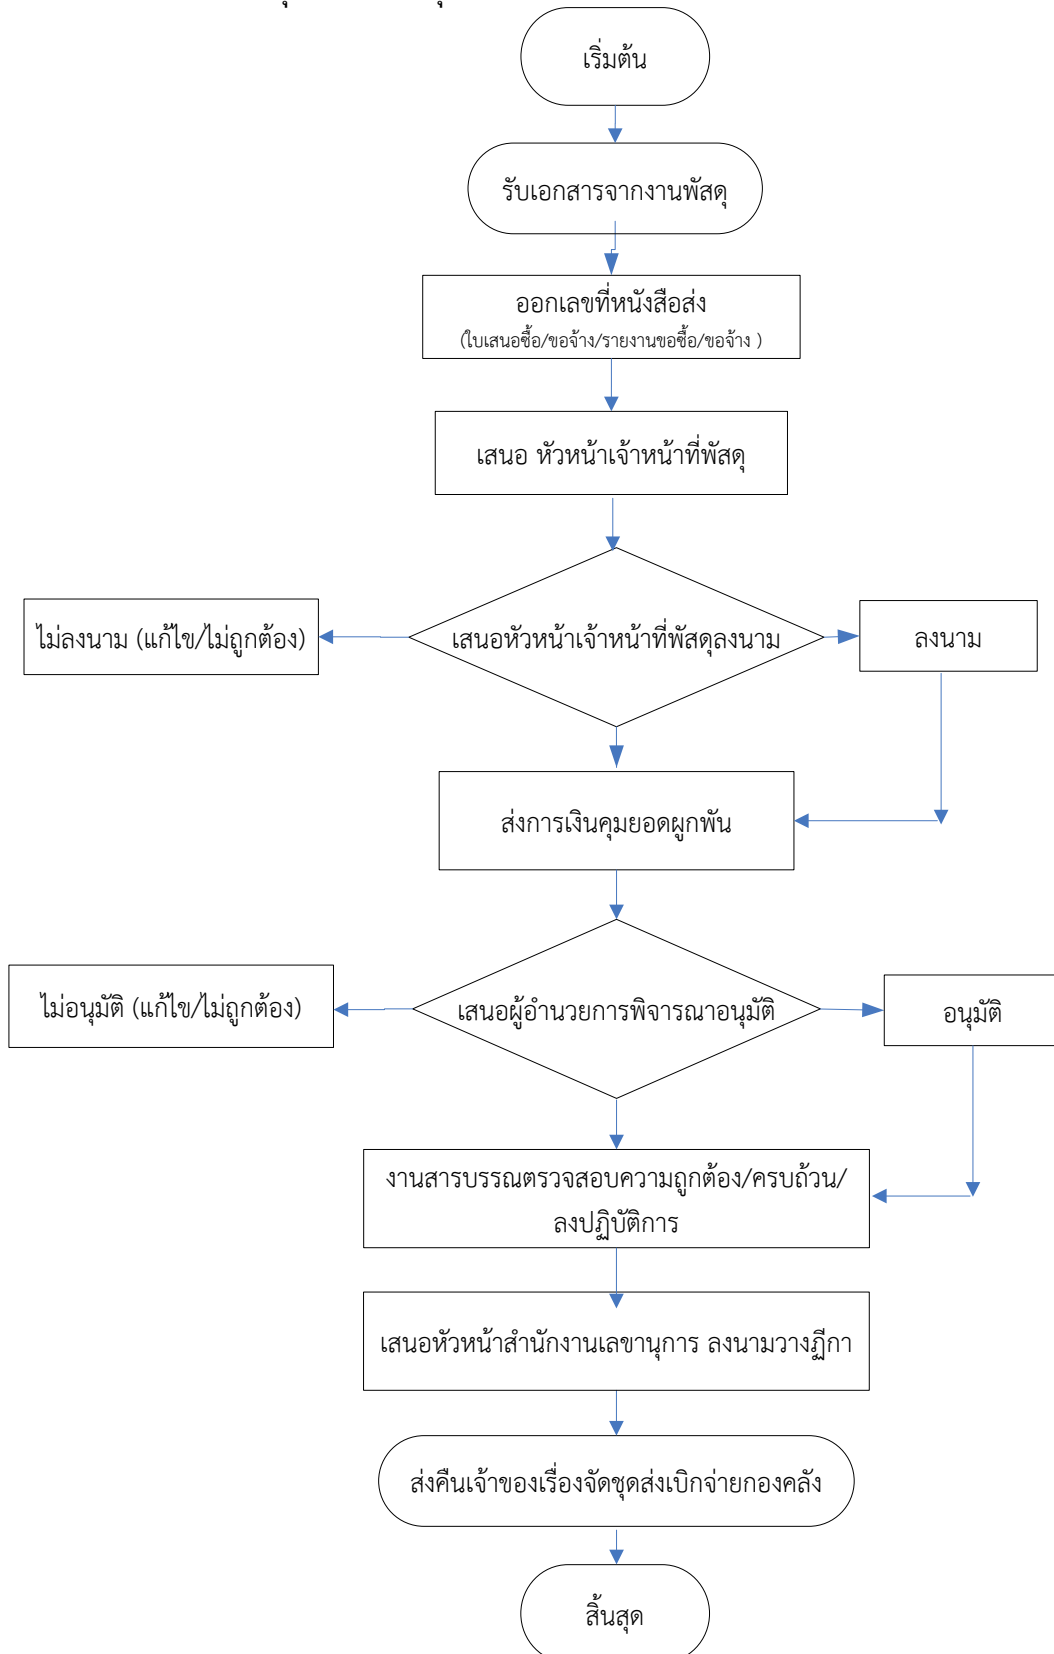 เริ่มต้น
รับเอกสารจากงานพัสดุ
ออกเลขที่หนังสือส่ง
(ใบเสนอซื้อ/ขอจ้าง/รายงานขอซื้อ/ขอจ้าง )
เสนอ หัวหน้าเจ้าหน้าที่พัสดุ
ไม่ลงนาม (แก้ไข/ไม่ถูกต้อง)
เสนอหัวหน้าเจ้าหน้าที่พัสดุลงนาม
ลงนาม
ส่งการเงินคุมยอดผูกพัน
ไม่อนุมัติ (แก้ไข/ไม่ถูกต้อง)
เสนอผู้อำนวยการพิจารณาอนุมัติ
อนุมัติ
งานสารบรรณตรวจสอบความถูกต้อง/ครบถ้วน/
ลงปฏิบัติการ
เสนอหัวหน้าสำนักงานเลขานุการ ลงนามวางฏีกา
ส่งคืนเจ้าของเรื่องจัดชุดส่งเบิกจ่ายกองคลัง
สิ้นสุด